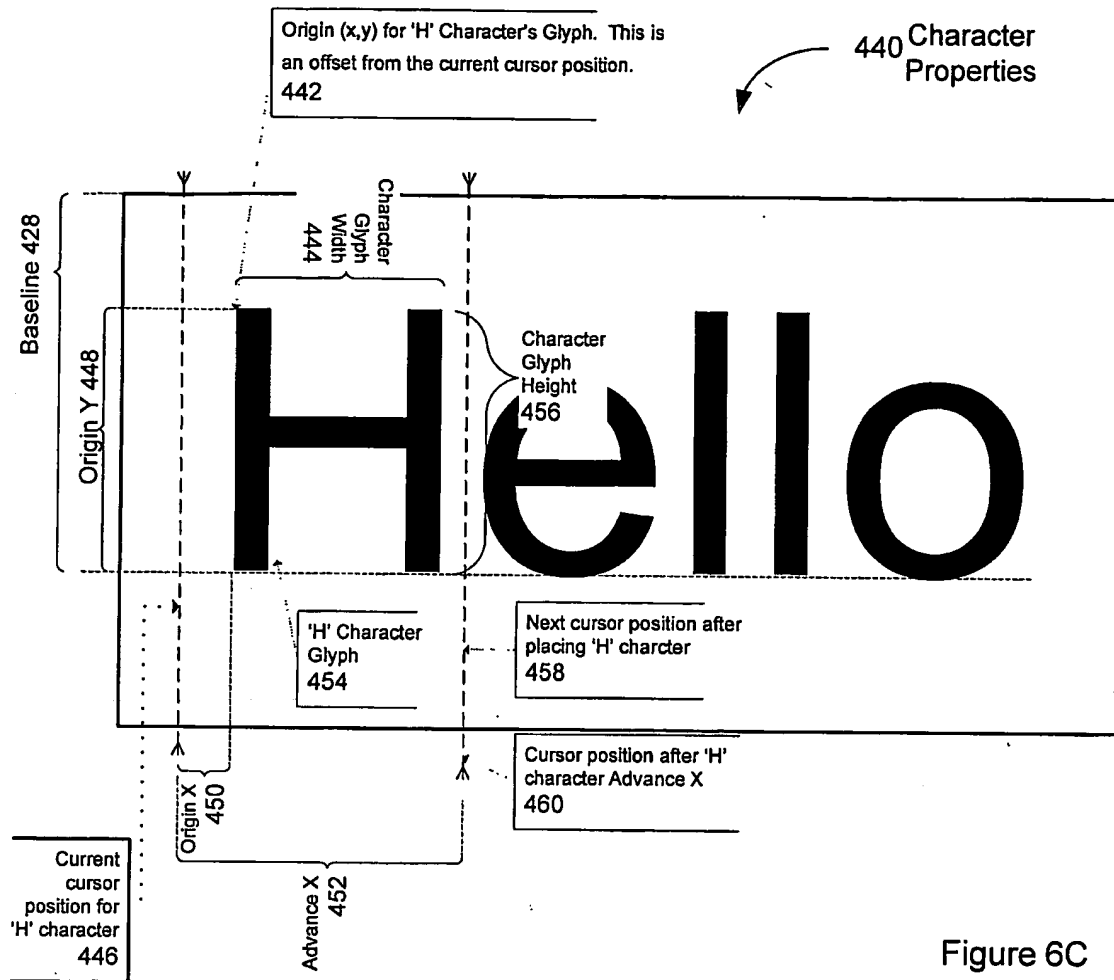 Origin (x,y) for 'H' Character's Glyph. This is
an offset from the current cursor position.
442
440 Character
Properties
Baseline 428
Origin Y 448
Character
Glyph
Width
444
Character
Glyph
Height
456
Hello
'H' Character
Glyph
454
Next cursor position after
placing 'H' charcter
458
Cursor position after 'H'
character Advance X
460
Origin X
450
Advance X
452
Current
cursor
position for
'H' character
446
Figure 6C